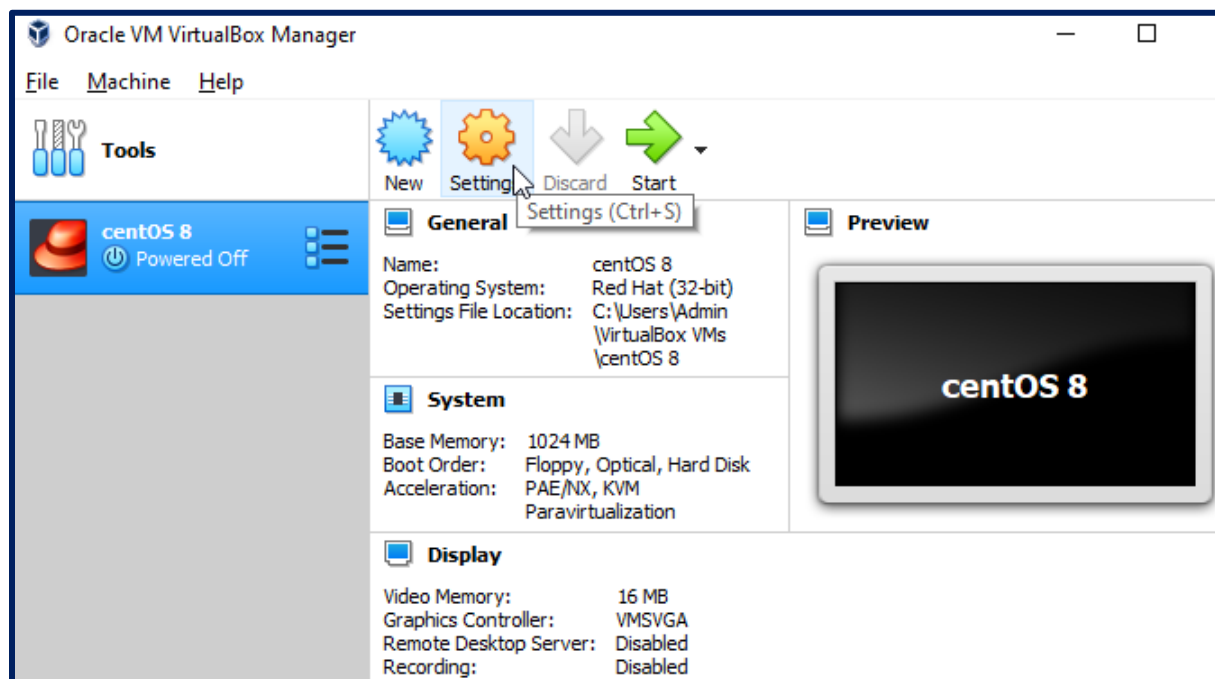 Oracle VM VirtualBox Manager
File Machine Help
Tools
New Setting Discard Start
Settings (Ctrl+S)
centOS 8
Powered Off
General
Name: centOS 8
Operating System: Red Hat (32-bit)
Settings File Location: C:\Users\Admin
\VirtualBox VMs
\centOS 8
System
Base Memory: 1024 MB
Boot Order: Floppy, Optical, Hard Disk
Acceleration: PAE/NX, KVM
Paravirtualization
Display
Video Memory: 16 MB
Graphics Controller: VMSVGA
Remote Desktop Server: Disabled
Recording: Disabled
Preview
centOS 8